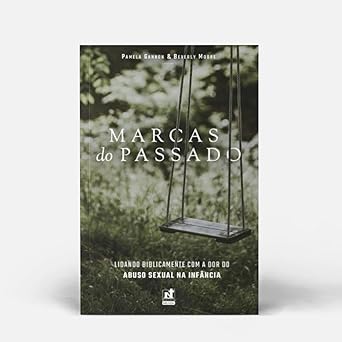 PAMELA GANNON & BEVERLY MOORE
MARCAS
do PASSADO
LIDANDO BIBLICAMENTE COM A DOR DO
ABUSO SEXUAL NA INFÂNCIA